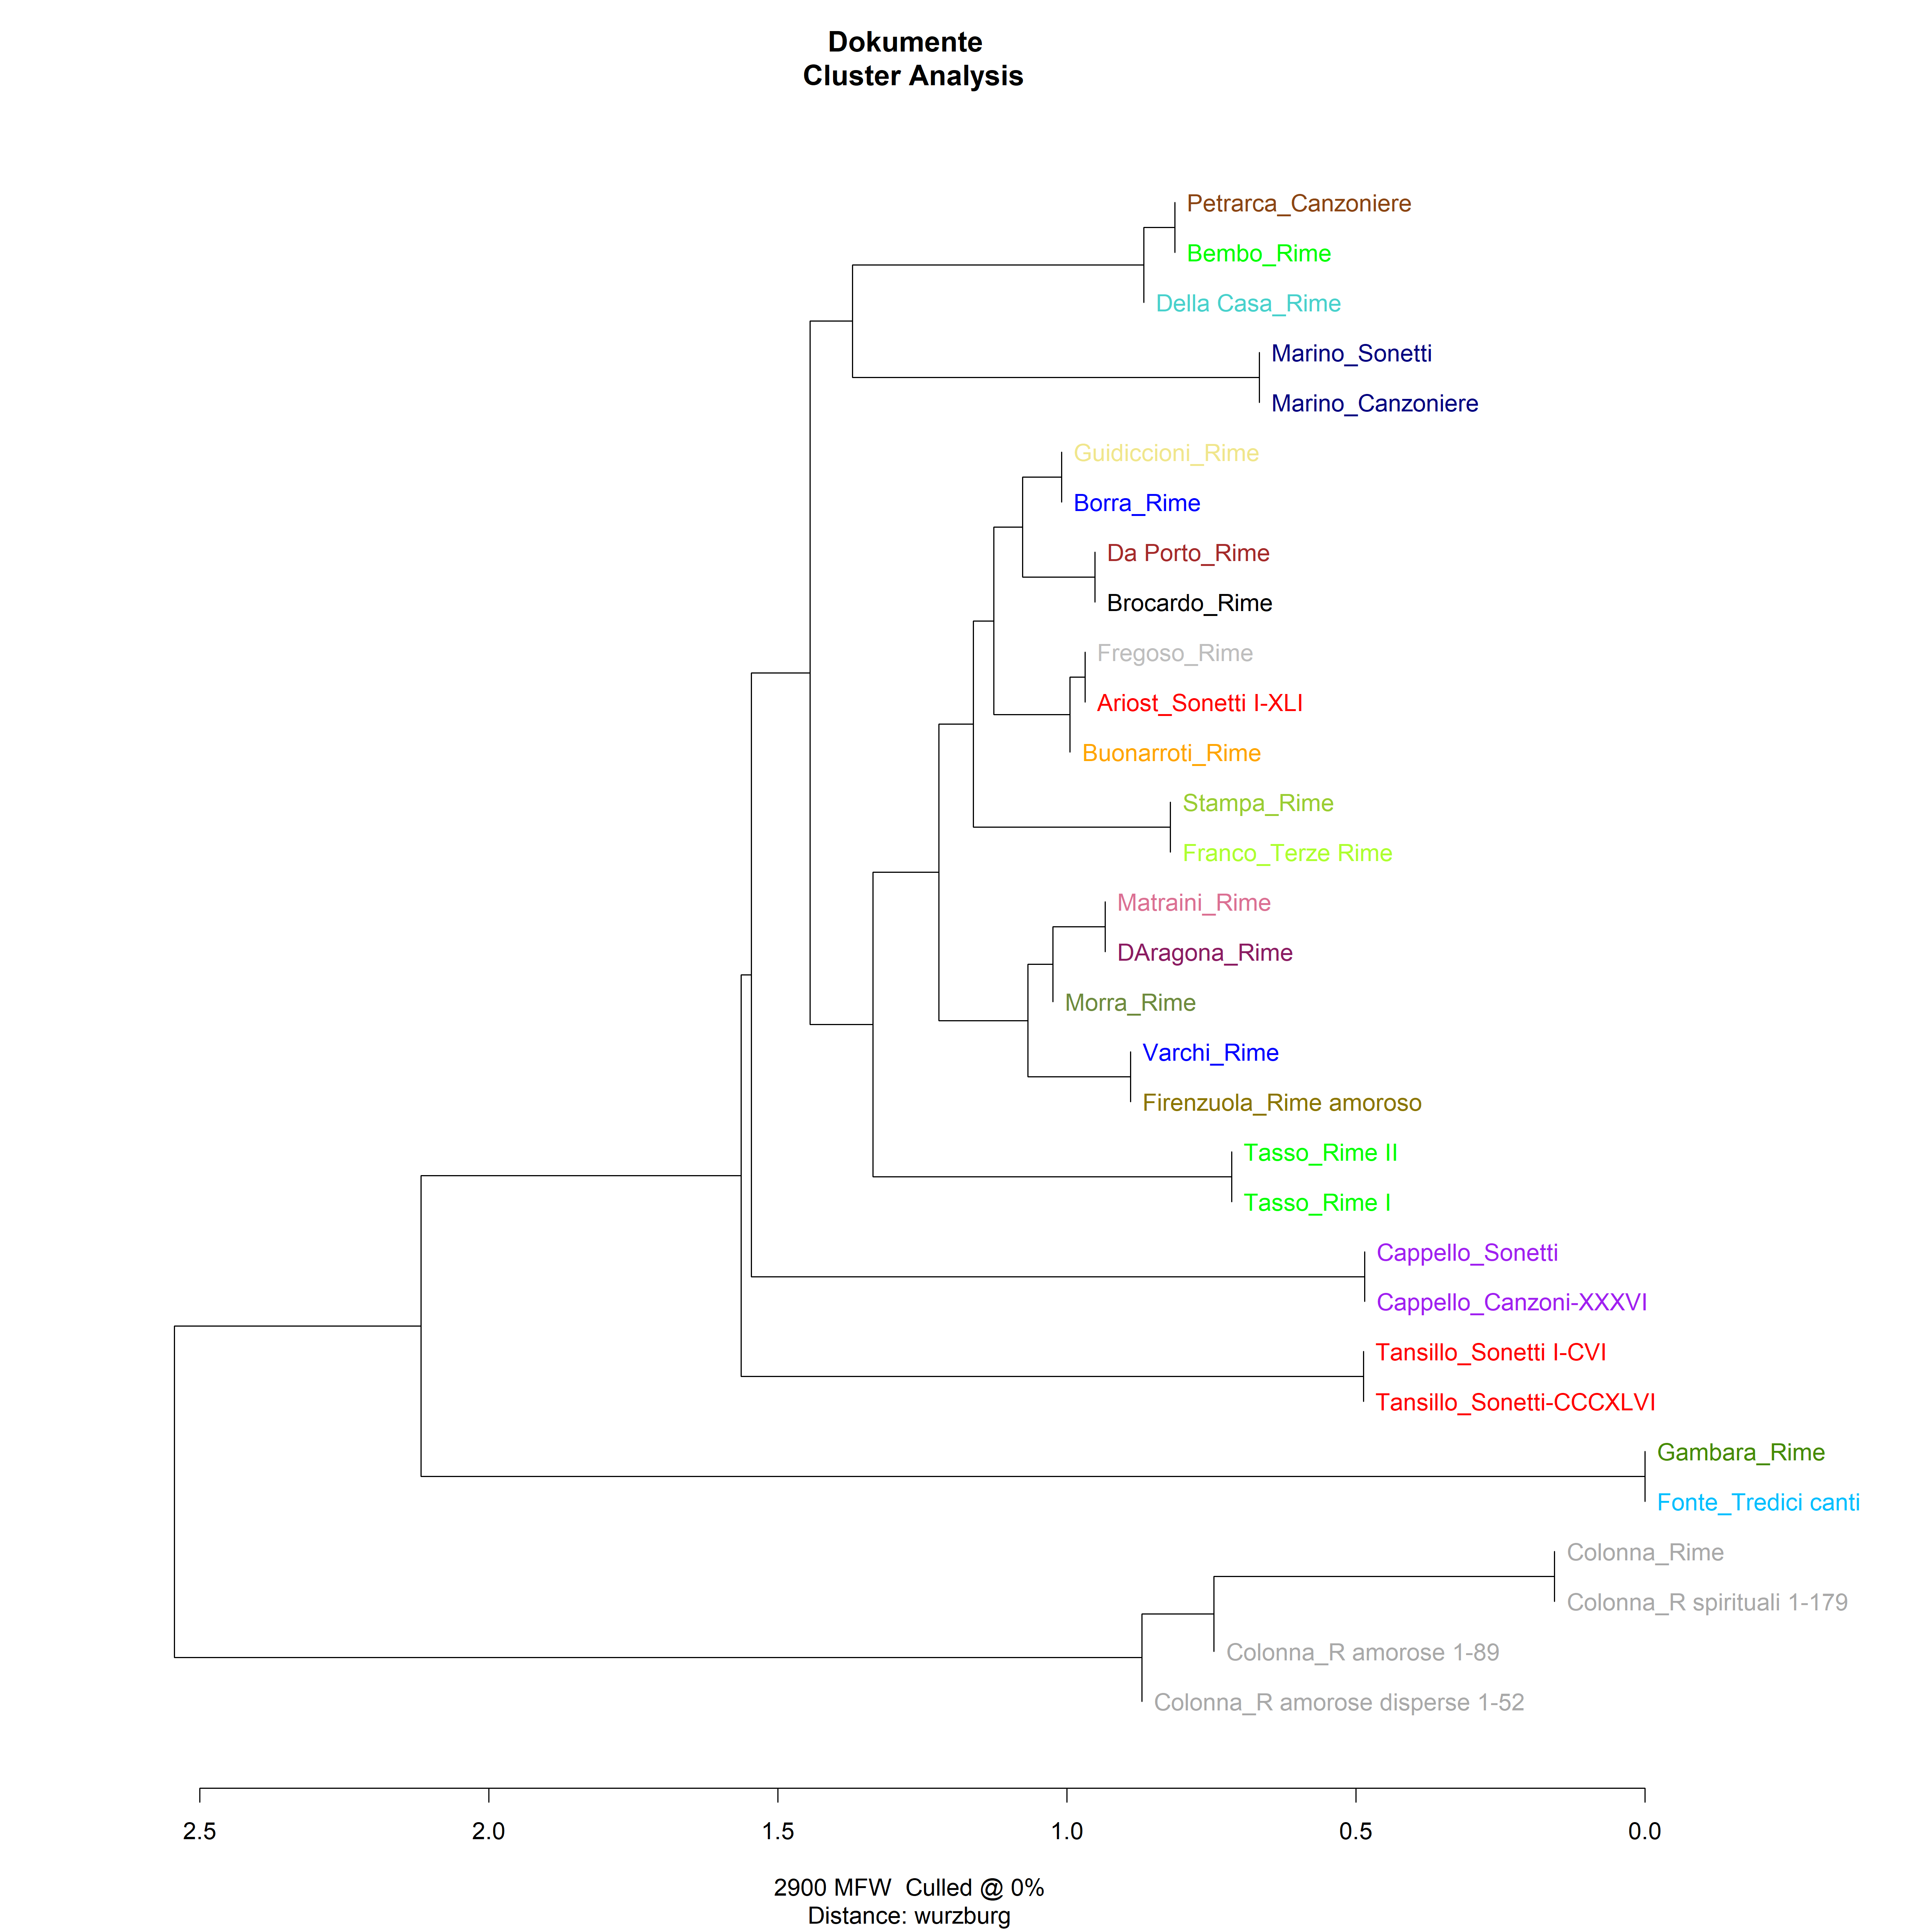 Dokumente
Cluster Analysis
Petrarca_Canzoniere
Bembo_Rime
Della Casa_Rime
Marino_Sonetti
Marino_Canzoniere
Guidiccioni_Rime
Borra_Rime
Da Porto_Rime
Brocardo_Rime
Fregoso_Rime
Ariost_Sonetti I-XLI
Buonarroti_Rime
Stampa_Rime
Franco_Terze Rime
Matraini_Rime
DAragona_Rime
Morra_Rime
Varchi_Rime
Firenzuola_Rime amoroso
Tasso_Rime II
Tasso_Rime I
Cappello_Sonetti
Cappello_Canzoni-XXXVI
Tansillo_Sonetti I-CVI
Tansillo_Sonetti-CCCXLVI
Gambara_Rime
Fonte_Tredici canti
Colonna_Rime
Colonna_R spirituali 1-179
Colonna_R amorose 1-89
Colonna_R amorose disperse 1-52
2.5 2.0 1.5 1.0 0.5 0.0
2900 MFW  Culled @ 0%
Distance: wurzburg